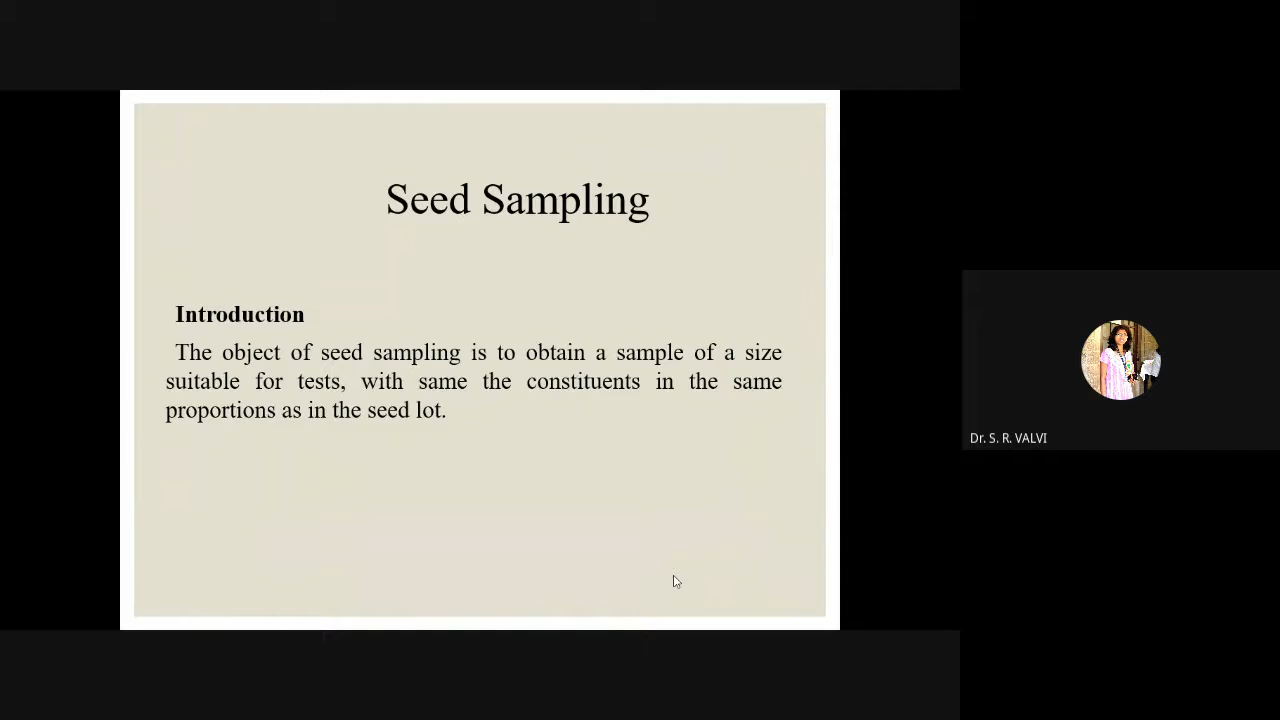 Seed Sampling
Introduction
The object of seed sampling is to obtain a sample of a size
suitable for tests, with same the constituents in the same
proportions as in the seed lot.
Dr. S. R. VALVI